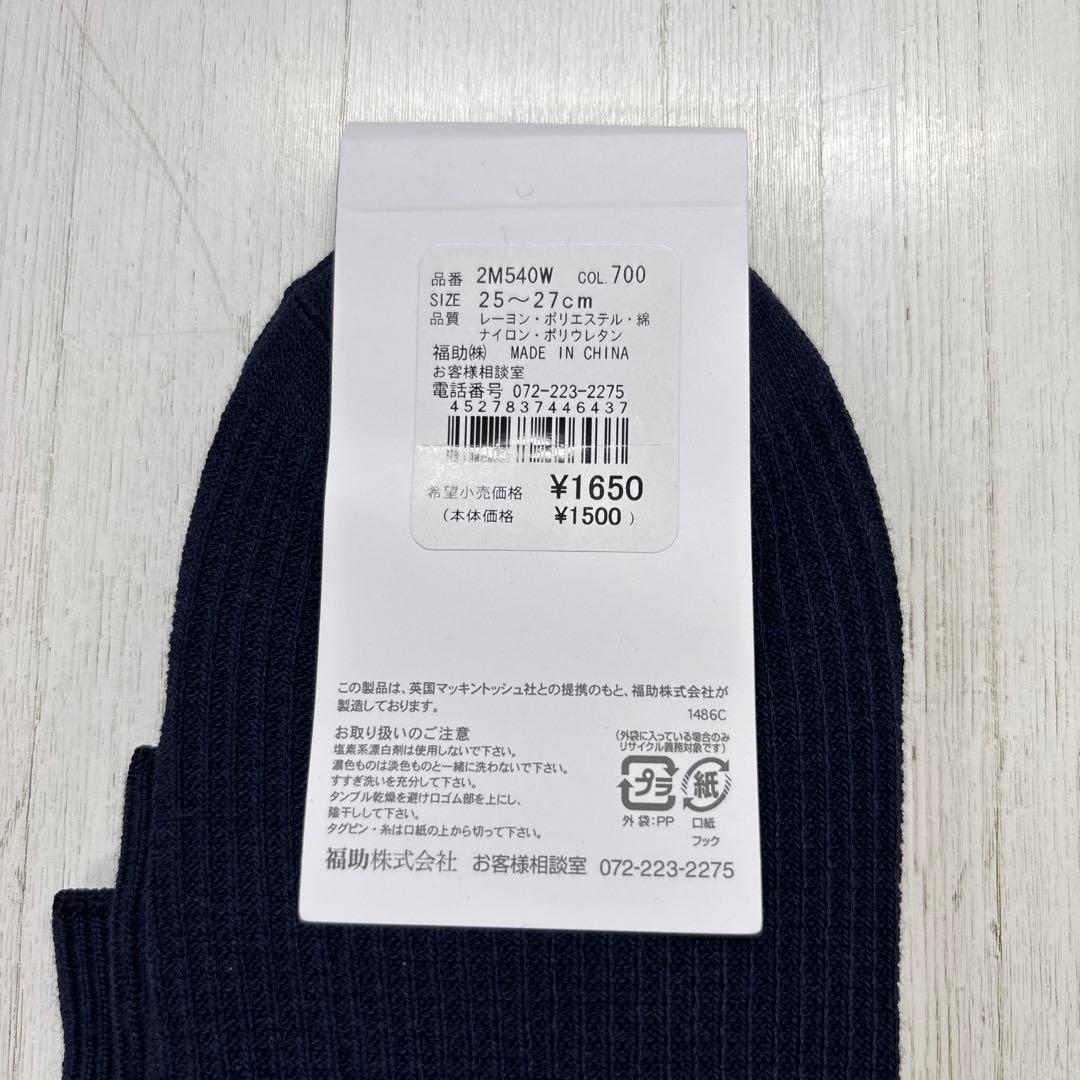 品番 2M540W COL.700
SIZE 25～27cm
品質 レーヨン・ポリエステル・綿
ナイロン・ポリウレタン
福助㈱ MADE IN CHINA
お客様相談室
電話番号 072-223-2275
4527837446437
希望小売価格 ¥1650
(本体価格 ¥1500)
この製品は、英国マッキントッシュ社との提携のもと、福助株式会社が
製造しております。
1486C
お取り扱いのご注意
塩素系漂白剤は使用しないで下さい。
濃色ものは淡色ものと一緒に洗わないで下さい。
すすぎ洗いを充分して下さい。
タンブル乾燥を避け口ゴム部を上にし、
陰干しして下さい。
タグピン・糸は口紙の上から切って下さい。
(外袋に入っている場合のみ
リサイクル義務対象です)
プラ 紙
外袋:PP 口紙
フック
福助株式会社 お客様相談室 072-223-2275